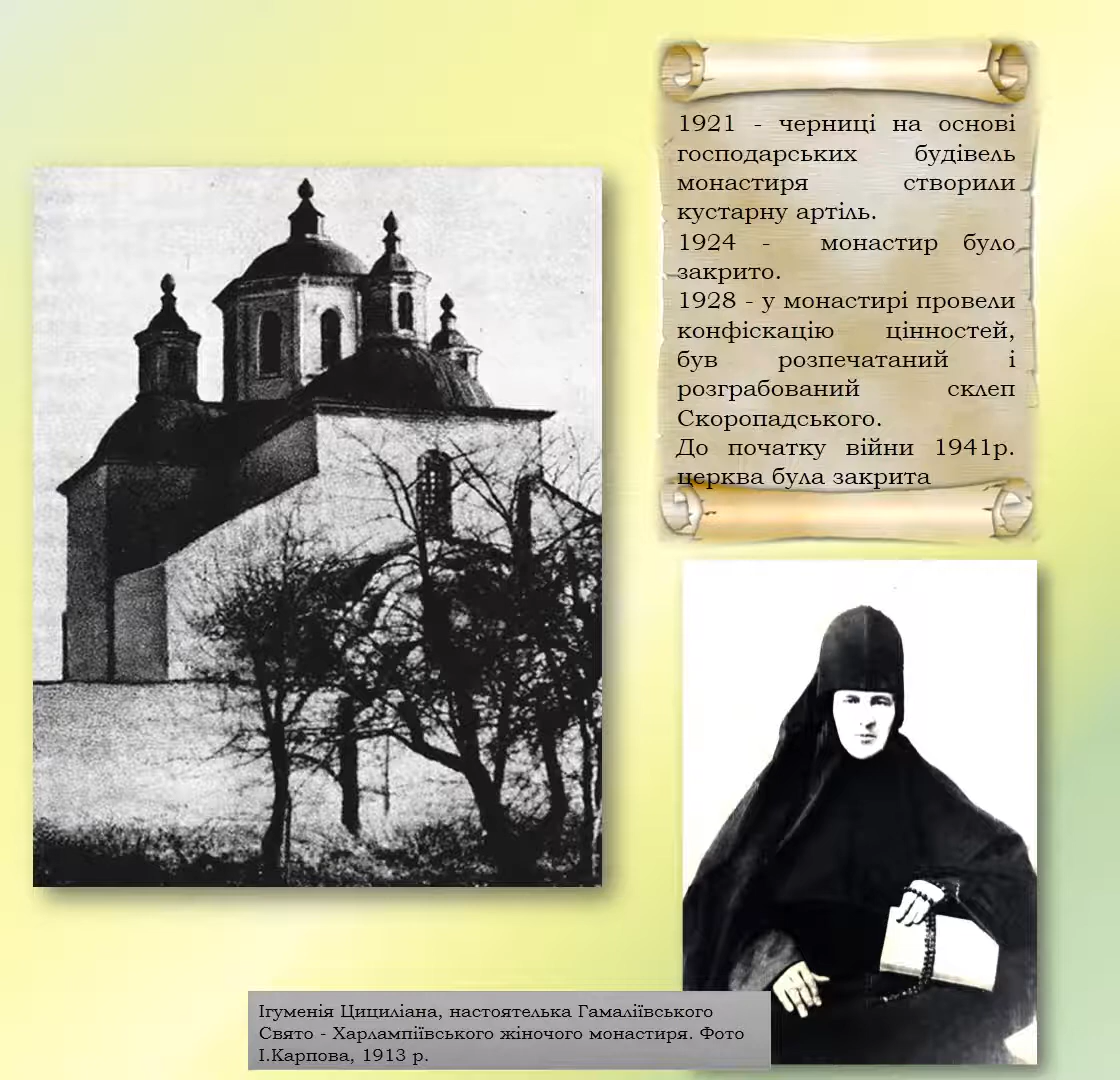 1921 - черниці на основі
господарських будівель
монастиря створили
кустарну артіль.
1924 - монастир було
закрито.
1928 - у монастирі провели
конфіскацію цінностей,
був розпечатаний і
розграбований склеп
Скоропадського.
До початку війни 1941р.
церква була закрита
Ігуменія Цициліана, настоятелька Гамаліївського
Свято - Харлампіївського жіночого монастиря. Фото
І.Карпова, 1913 р.